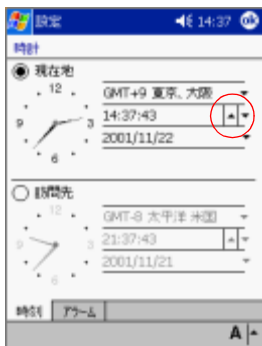 設定 14:37 ok
時計
現在地
12
GMT+9 東京、大阪
14:37:43
9 3
2001/11/22
6
訪問先
12
GMT-8 太平洋 米国
21:37:43
9 3
2001/11/21
6
時刻 アラーム
A